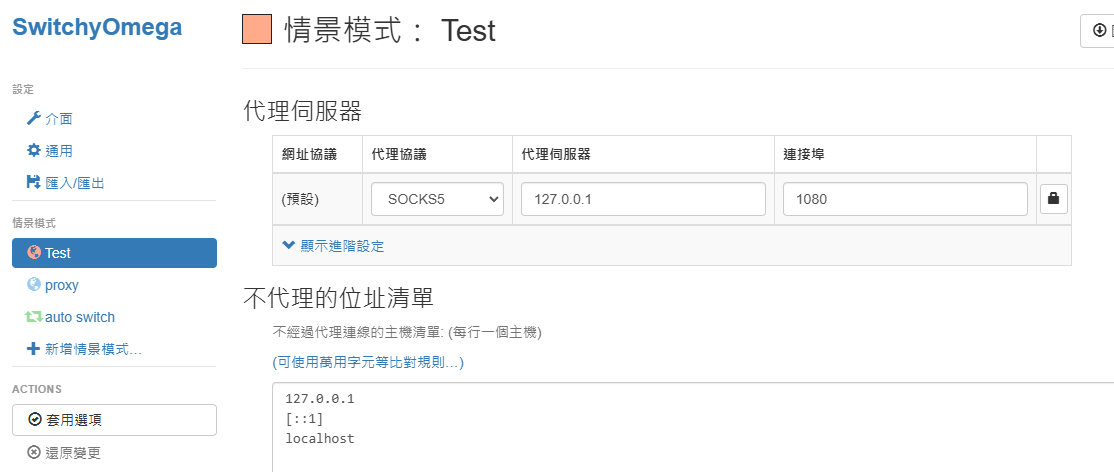 SwitchyOmega
設定
介面
通用
匯入/匯出
情景模式
Test
proxy
auto switch
新增情景模式…
ACTIONS
套用選項
還原變更
情景模式： Test
代理伺服器
網址協議 代理協議 代理伺服器 連接埠
(預設) SOCKS5 127.0.0.1 1080
顯示進階設定
不代理的位址清單
不經過代理連線的主機清單: (每行一個主機)
(可使用萬用字元等比對規則…)
127.0.0.1
[::1]
localhost